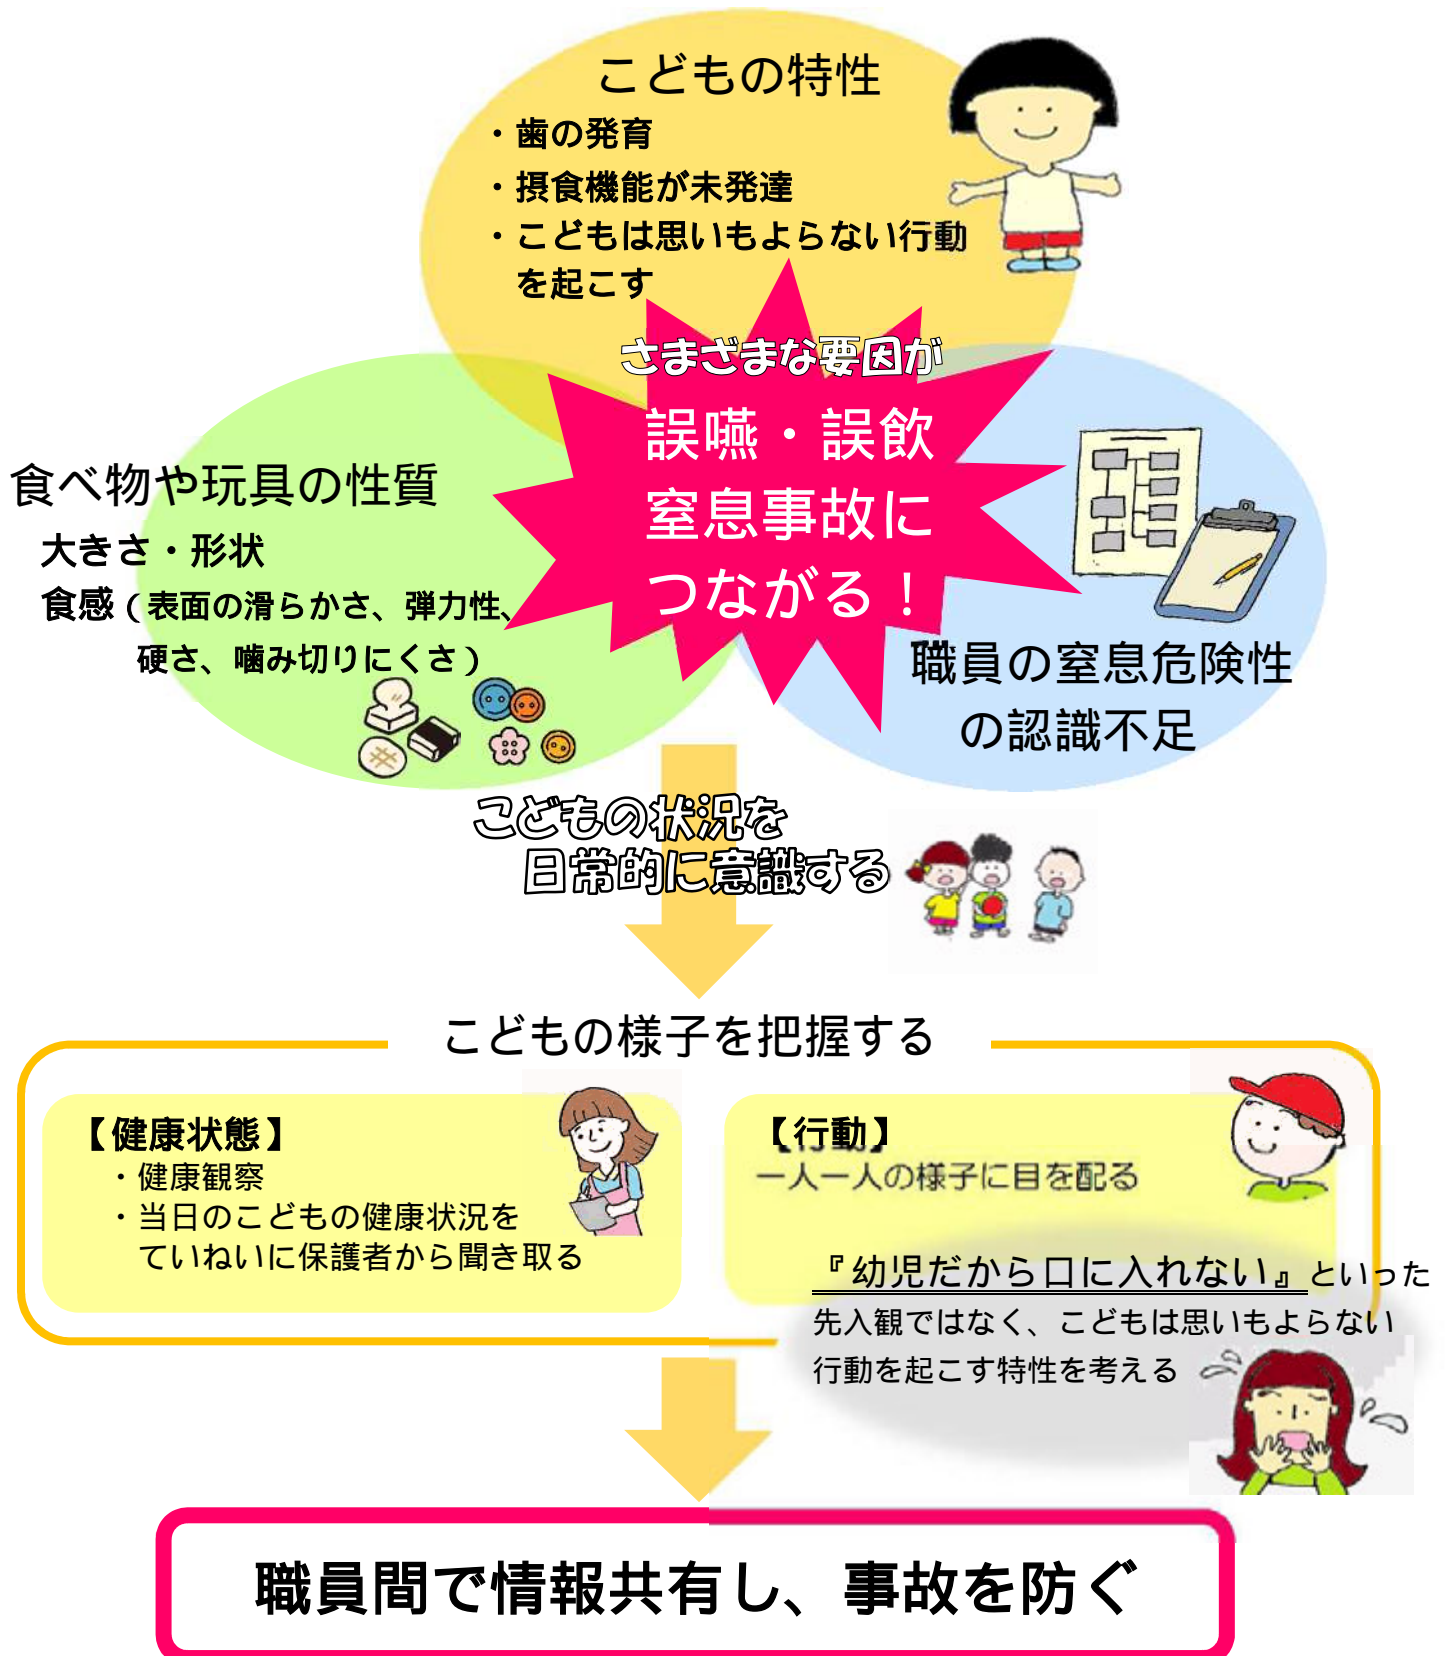 こどもの特性
・歯の発育
・摂食機能が未発達
・こどもは思いもよらない行動
を起こす
さまざまな要因が
誤嚥・誤飲
窒息事故に
つながる！
食べ物や玩具の性質
大きさ・形状
食感（表面の滑らかさ、弾力性、
硬さ、噛み切りにくさ）
職員の窒息危険性
の認識不足
こどもの状況を
日常的に意識する
こどもの様子を把握する
【健康状態】
・健康観察
・当日のこどもの健康状況を
ていねいに保護者から聞き取る
【行動】
一人一人の様子に目を配る
『幼児だから口に入れない』といった
先入観ではなく、こどもは思いもよらない
行動を起こす特性を考える
職員間で情報共有し、事故を防ぐ